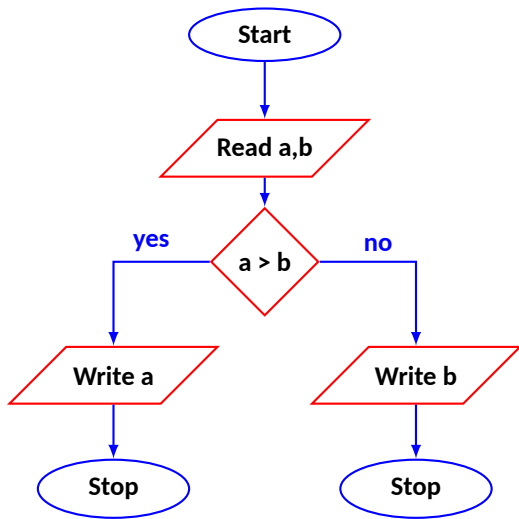 Start
Read a,b
yes
no
a > b
Write a
Write b
Stop
Stop